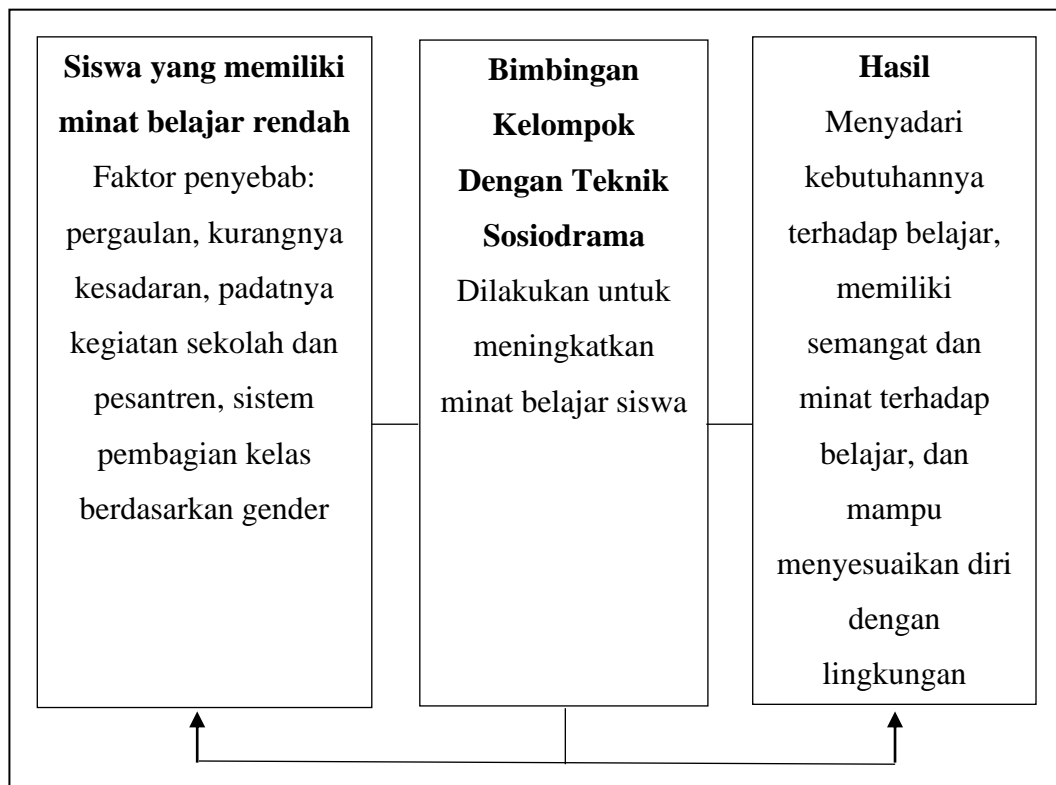 Siswa yang memiliki
minat belajar rendah
Faktor penyebab:
pergaulan, kurangnya
kesadaran, padatnya
kegiatan sekolah dan
pesantren, sistem
pembagian kelas
berdasarkan gender
Bimbingan
Kelompok
Dengan Teknik
Sosiodrama
Dilakukan untuk
meningkatkan
minat belajar siswa
Hasil
Menyadari
kebutuhannya
terhadap belajar,
memiliki
semangat dan
minat terhadap
belajar, dan
mampu
menyesuaikan diri
dengan
lingkungan